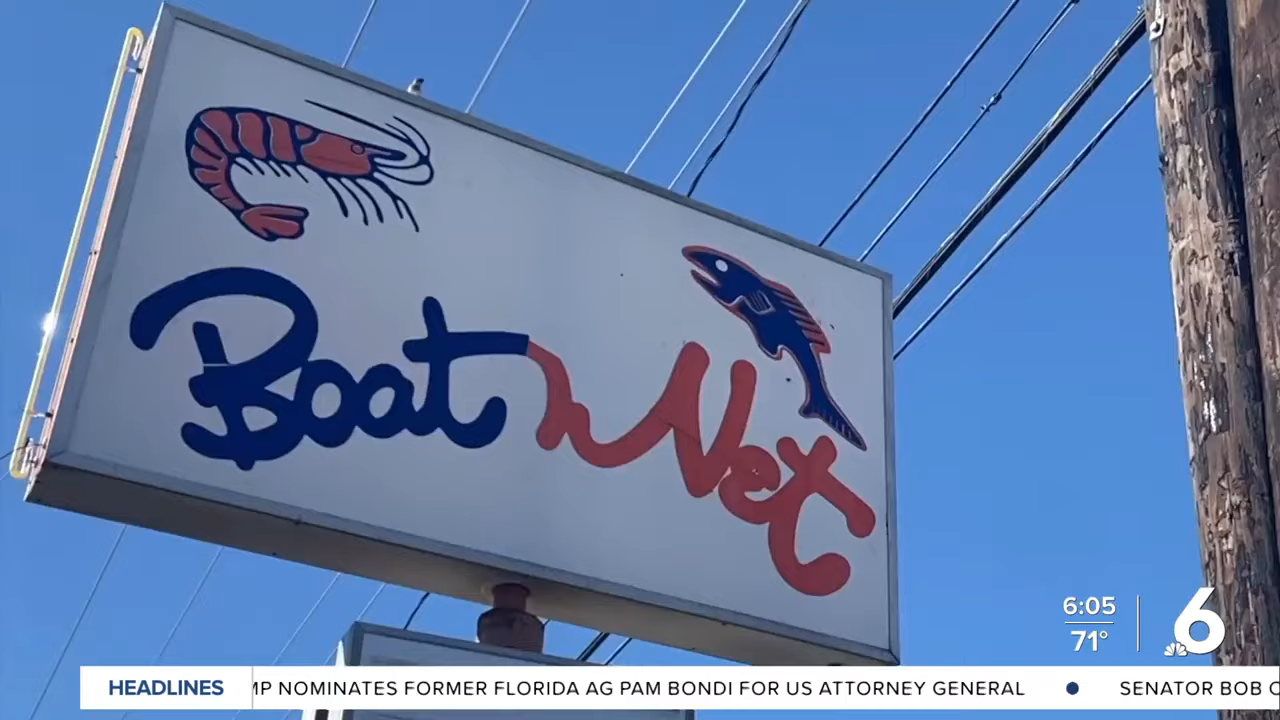 Boat n Net
6:05
71°
6
HEADLINES
MP NOMINATES FORMER FLORIDA AG PAM BONDI FOR US ATTORNEY GENERAL • SENATOR BOB C